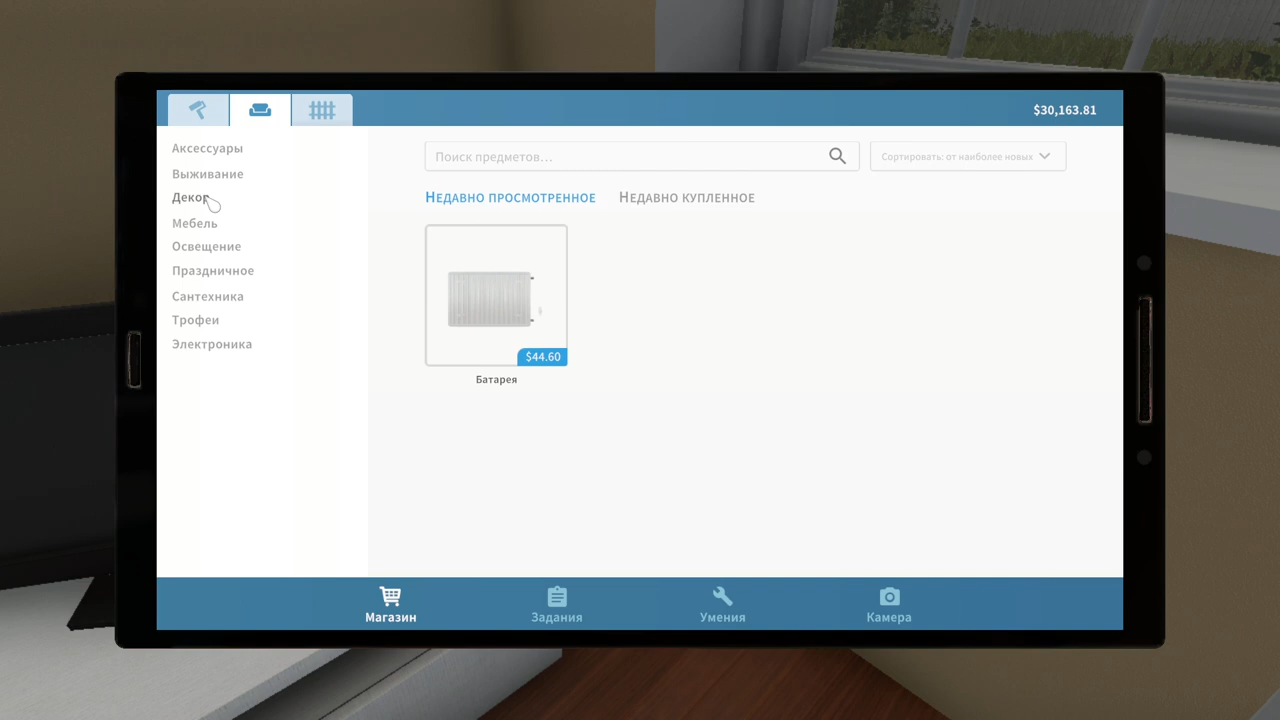 $30,163.81
Аксессуары
Выживание
Декор
Мебель
Освещение
Праздничное
Сантехника
Трофеи
Электроника
Поиск предметов...
Сортировать: от наиболее новых
Недавно просмотренное
Недавно купленное
$44.60
Батарея
Магазин
Задания
Умения
Камера